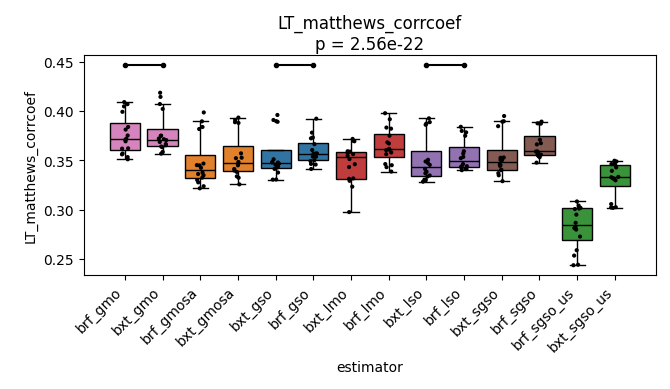 LT_matthews_corrcoef
p = 2.56e-22
LT_matthews_corrcoef
0.45
0.40
0.35
0.30
0.25
brf_gmo
bxt_gmo
brf_gmosa
bxt_gmosa
bxt_gso
brf_gso
bxt_lmo
brf_lmo
bxt_lso
brf_lso
bxt_sgso
brf_sgso
brf_sgso_us
bxt_sgso_us
estimator